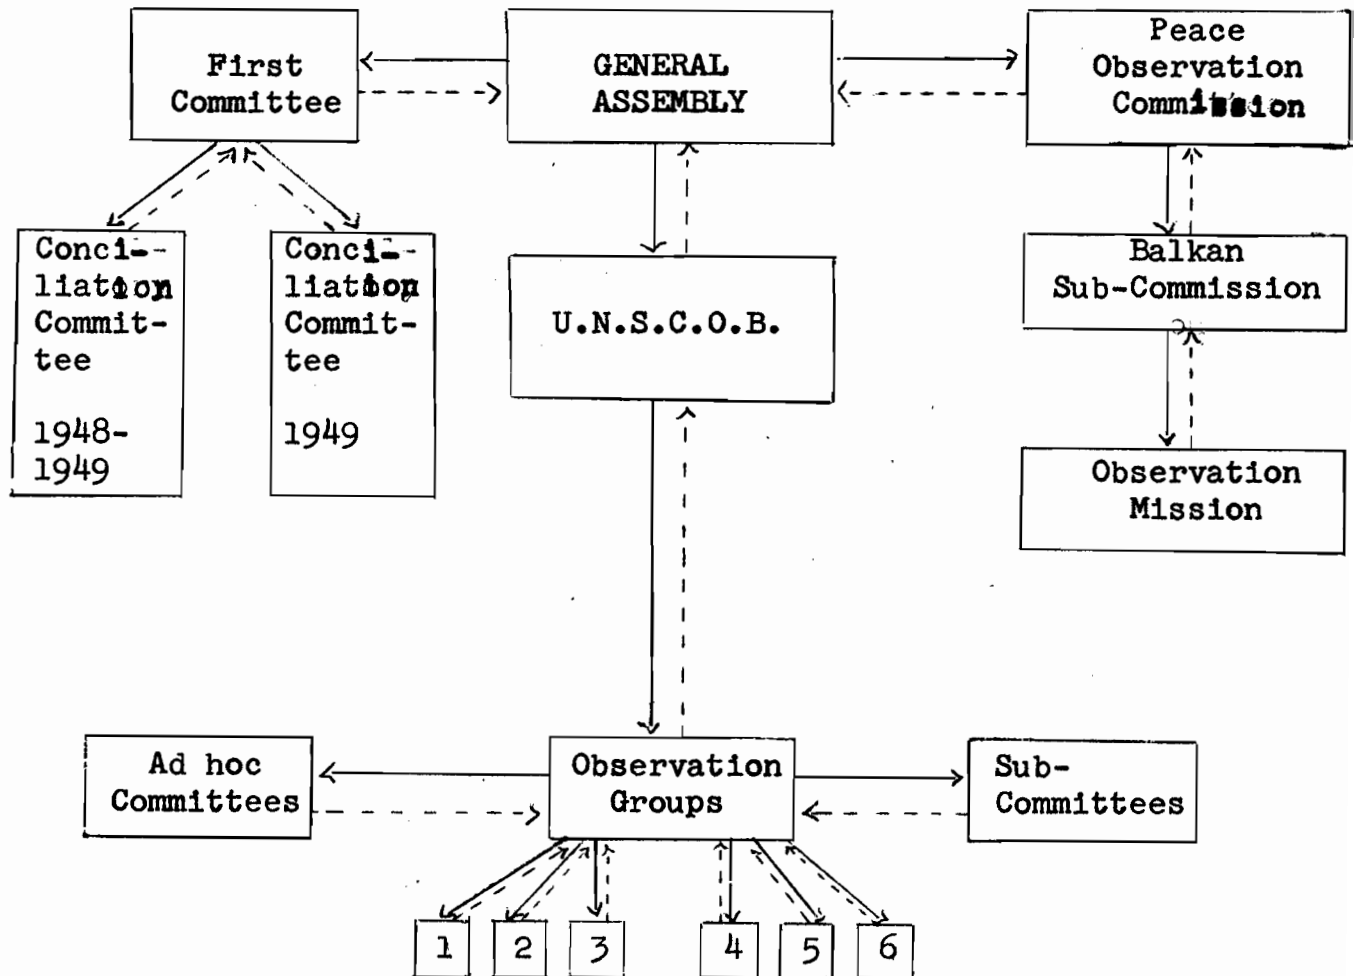 First
Committee
GENERAL
ASSEMBLY
Peace
Observation
Commission
Conci-
liation
Commit-
tee
1948-
1949
Conci-
liation
Commit-
tee
1949
U.N.S.C.O.B.
Balkan
Sub-Commission
Observation
Mission
Ad hoc
Committees
Observation
Groups
Sub-
Committees
1 2 3 4 5 6